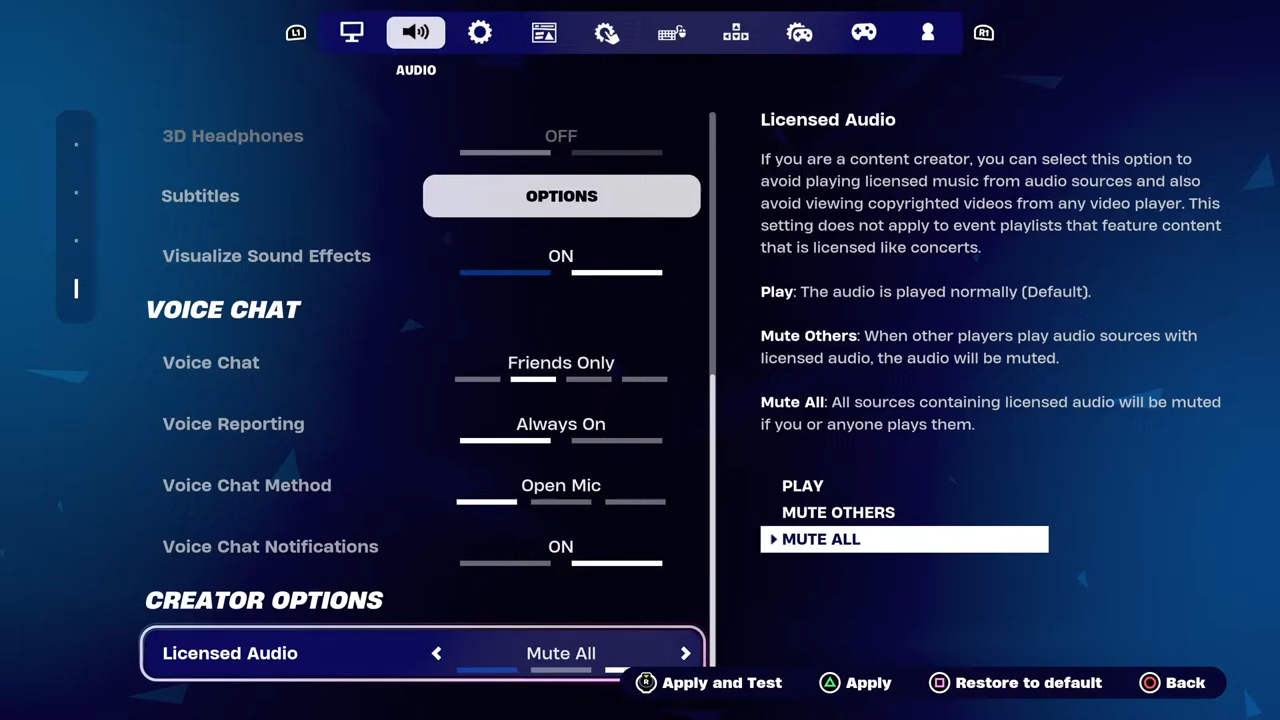 L1
R1
AUDIO
3D Headphones
OFF
Subtitles
OPTIONS
Visualize Sound Effects
ON
VOICE CHAT
Voice Chat
Friends Only
Voice Reporting
Always On
Voice Chat Method
Open Mic
Voice Chat Notifications
ON
CREATOR OPTIONS
Licensed Audio
Mute All
Licensed Audio
If you are a content creator, you can select this option to
avoid playing licensed music from audio sources and also
avoid viewing copyrighted videos from any video player. This
setting does not apply to event playlists that feature content
that is licensed like concerts.
Play: The audio is played normally (Default).
Mute Others: When other players play audio sources with
licensed audio, the audio will be muted.
Mute All: All sources containing licensed audio will be muted
if you or anyone plays them.
PLAY
MUTE OTHERS
MUTE ALL
R Apply and Test
Apply
Restore to default
Back